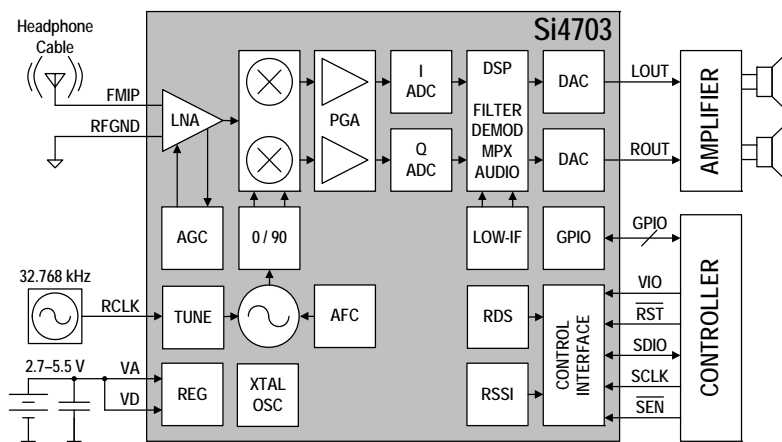 Si4703
Headphone
Cable
FMIP
RFGND
LNA
AGC
0 / 90
PGA
I
ADC
Q
ADC
DSP
FILTER
DEMOD
MPX
AUDIO
LOW-IF
DAC
DAC
GPIO
LOUT
ROUT
AMPLIFIER
GPIO
VIO
RST
SDIO
SCLK
SEN
CONTROLLER
32.768 kHz
RCLK
TUNE
AFC
RDS
RSSI
CONTROL
INTERFACE
2.7–5.5 V
VA
VD
REG
XTAL
OSC